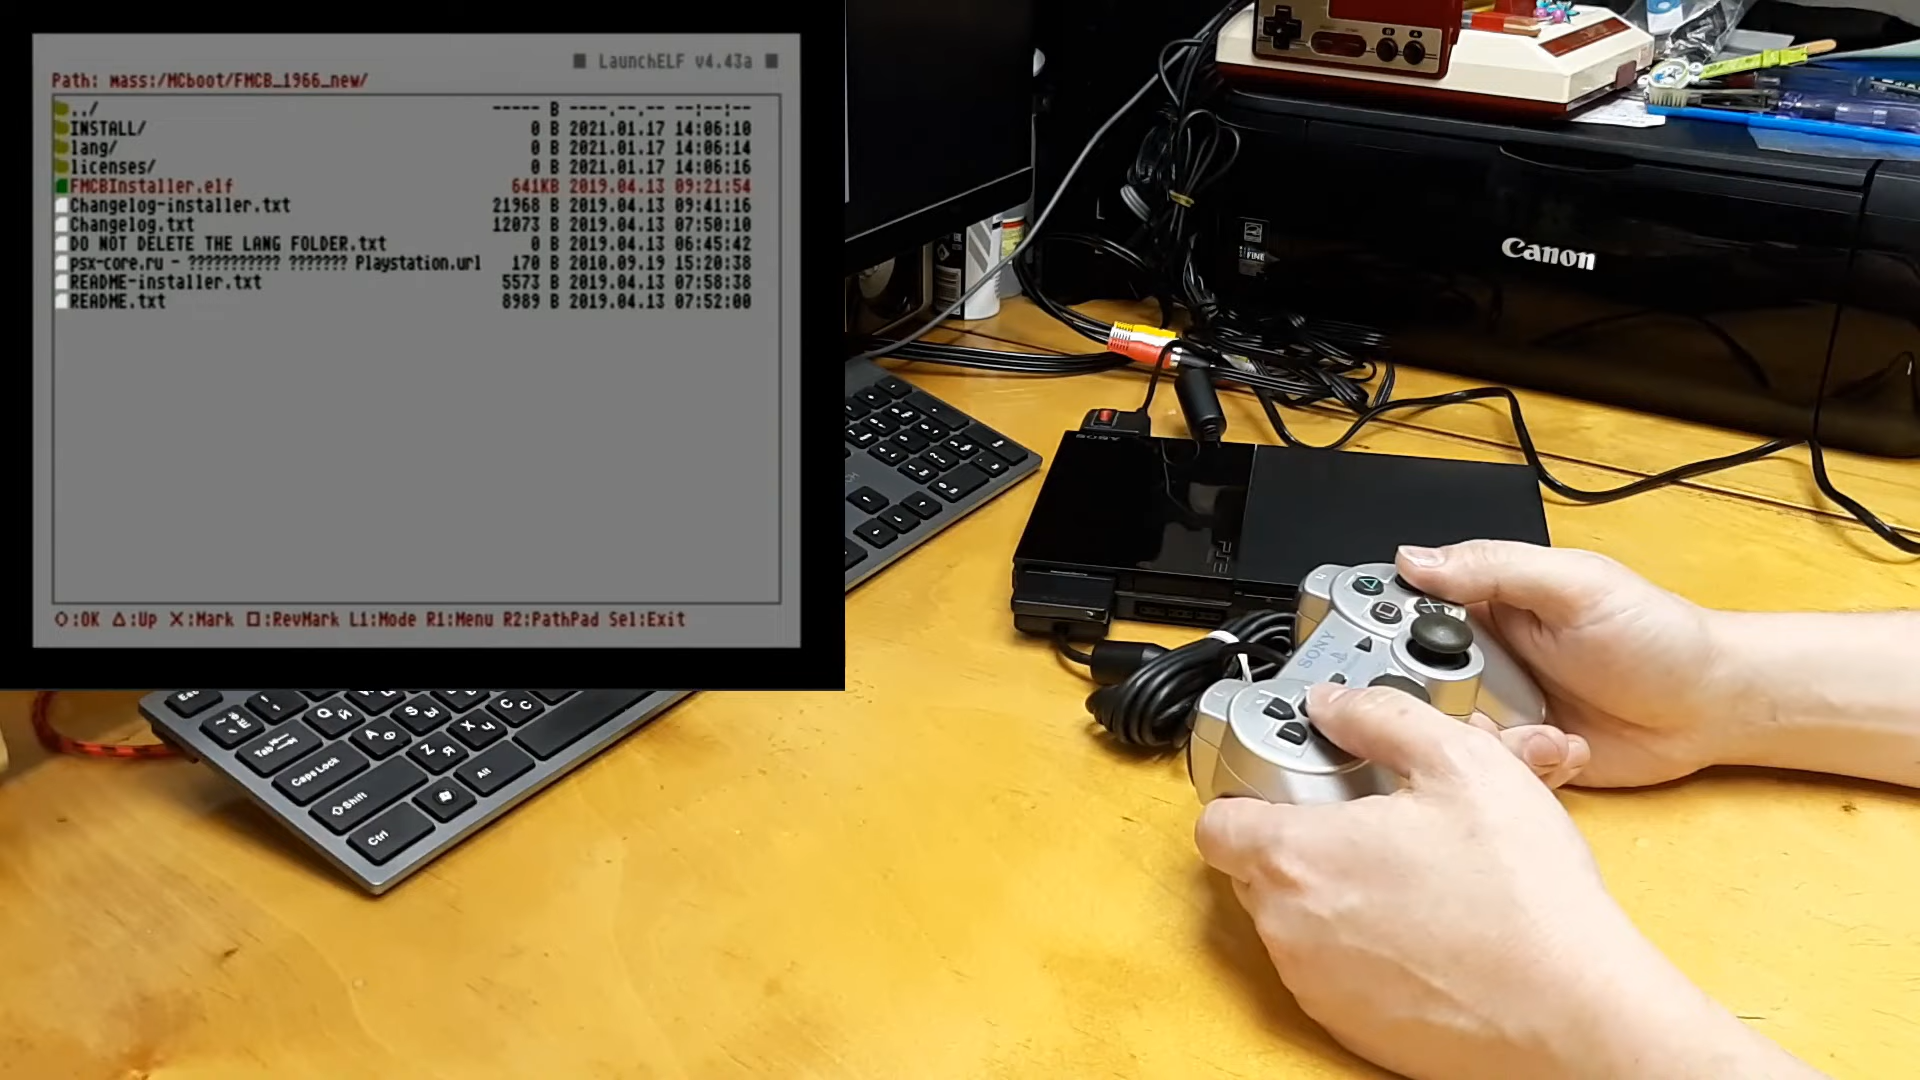 ■ LaunchELF v4.43a ■
Path: mass:/MCboot/FMCB_1966_new/
../ ----- B ----.--.-- --:--:--
INSTALL/ 0 B 2021.01.17 14:06:10
lang/ 0 B 2021.01.17 14:06:14
licenses/ 0 B 2021.01.17 14:06:16
FMCBInstaller.elf 641KB 2019.04.13 09:21:54
Changelog-installer.txt 21968 B 2019.04.13 09:41:16
Changelog.txt 12073 B 2019.04.13 07:50:10
DO NOT DELETE THE LANG FOLDER.txt 0 B 2019.04.13 06:45:42
psx-core.ru - ??????????? ??????? Playstation.url 170 B 2010.09.19 15:20:38
README-installer.txt 5573 B 2019.04.13 07:58:38
README.txt 8989 B 2019.04.13 07:52:00
○:OK △:Up ×:Mark □:RevMark L1:Mode R1:Menu R2:PathPad Sel:Exit
Canon
FINE
SONY
PS2
SONY
Esc
Tab
Caps Lock
Shift
Ctrl
Alt
Q Й
A Ф
S Ы
Z Я
X Ч
C С